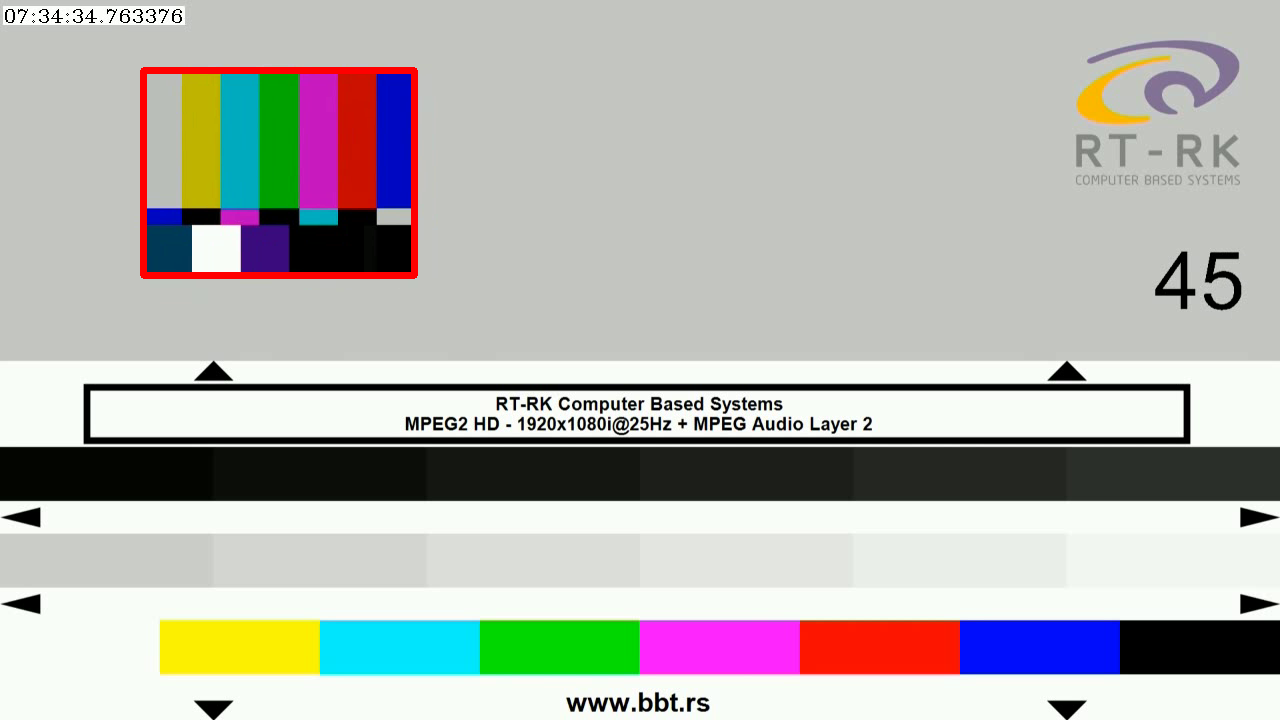 07:34:34.763376
RT-RK
COMPUTER BASED SYSTEMS
45
RT-RK Computer Based Systems
MPEG2 HD - 1920x1080i@25Hz + MPEG Audio Layer 2
www.bbt.rs